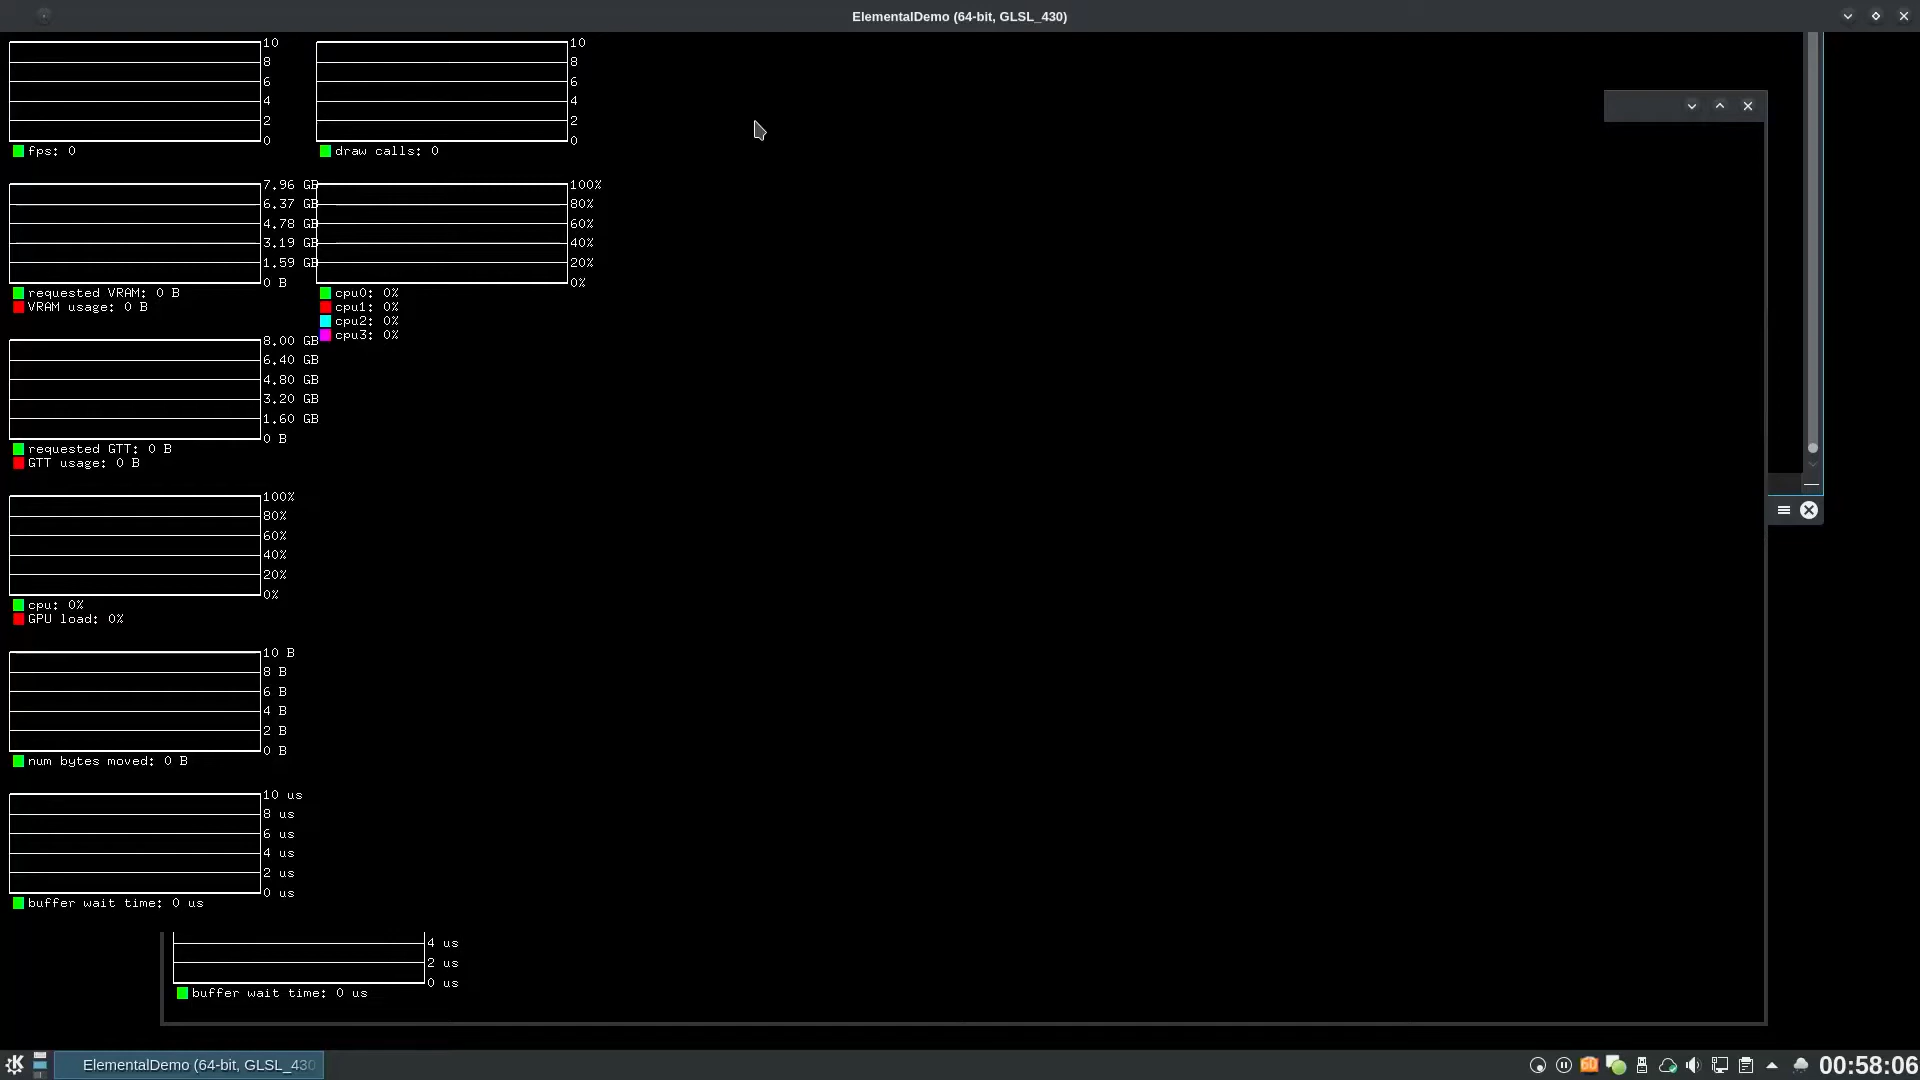 ElementalDemo (64-bit, GLSL_430)
10
8
6
4
2
0
fps: 0
10
8
6
4
2
0
draw calls: 0
7.96 GB
6.37 GB
4.78 GB
3.19 GB
1.59 GB
0 B
requested VRAM: 0 B
VRAM usage: 0 B
100%
80%
60%
40%
20%
0%
cpu0: 0%
cpu1: 0%
cpu2: 0%
cpu3: 0%
8.00 GB
6.40 GB
4.80 GB
3.20 GB
1.60 GB
0 B
requested GTT: 0 B
GTT usage: 0 B
100%
80%
60%
40%
20%
0%
cpu: 0%
GPU load: 0%
10 B
8 B
6 B
4 B
2 B
0 B
num bytes moved: 0 B
10 us
8 us
6 us
4 us
2 us
0 us
buffer wait time: 0 us
4 us
2 us
0 us
buffer wait time: 0 us
ElementalDemo (64-bit, GLSL_430
60
00:58:06